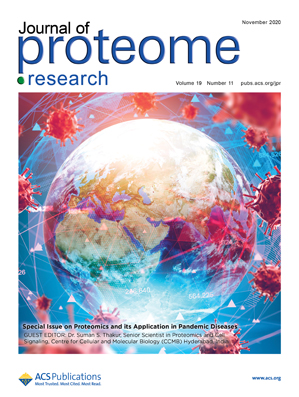 November 2020
Journal of
proteome
research
Volume 19 Number 11 pubs.acs.org/jpr
Special Issue on Proteomics and its Application in Pandemic Diseases
GUEST EDITOR: Dr Suman S. Thakur, Senior Scientist in Proteomics and Cell
Signaling, Centre for Cellular and Molecular Biology (CCMB) Hyderabad, India
ACS Publications
Most Trusted. Most Cited. Most Read.
www.acs.org